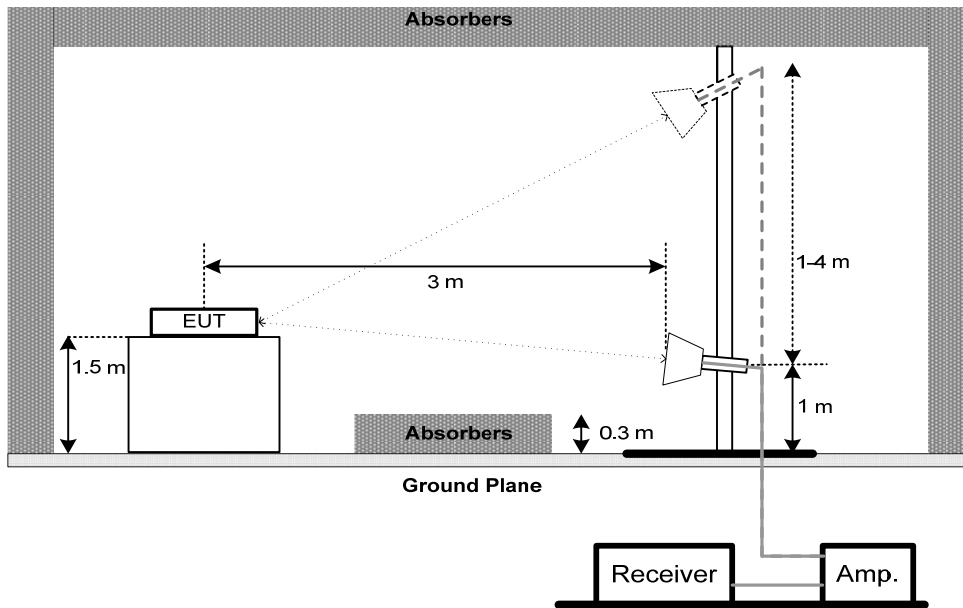 Absorbers
1-4 m
3 m
EUT
1.5 m
1 m
Absorbers
0.3 m
Ground Plane
Receiver
Amp.